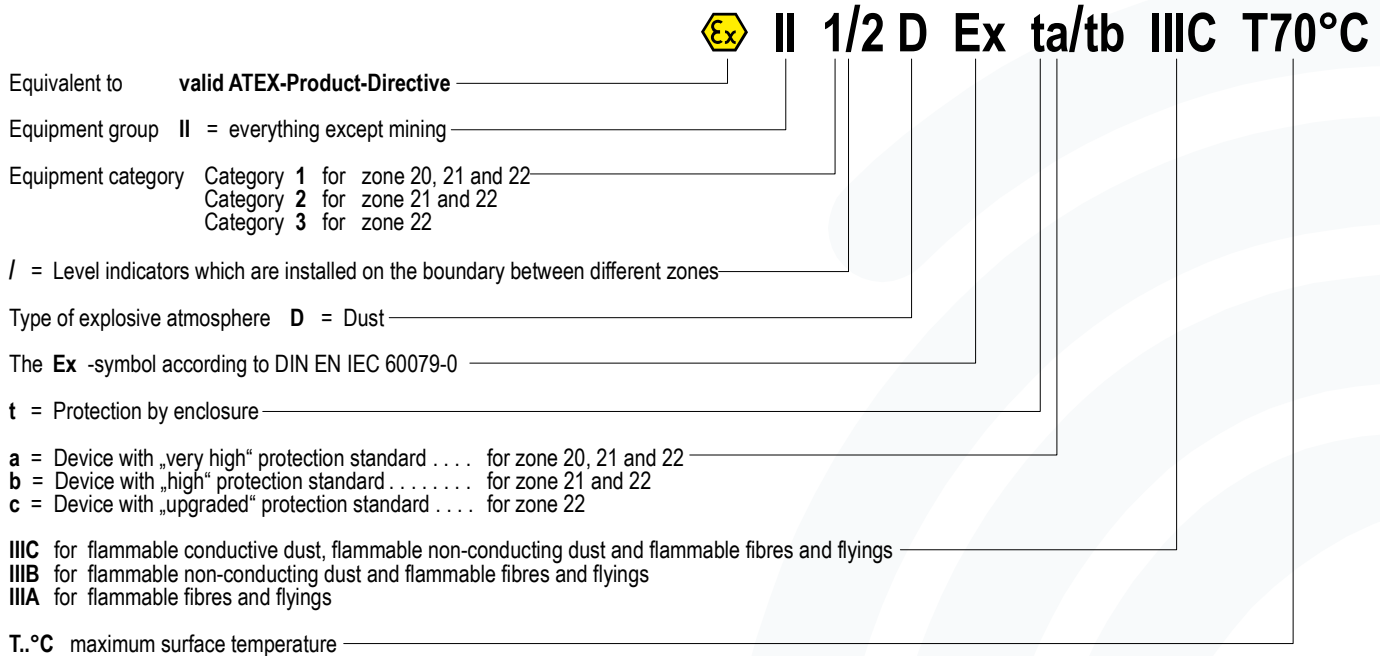 Ex II 1/2 D Ex ta/tb IIIC T70°C
Equivalent to valid ATEX-Product-Directive
Equipment group II = everything except mining
Equipment category Category 1 for zone 20, 21 and 22
Category 2 for zone 21 and 22
Category 3 for zone 22
/ = Level indicators which are installed on the boundary between different zones
Type of explosive atmosphere D = Dust
The Ex -symbol according to DIN EN IEC 60079-0
t = Protection by enclosure
a = Device with „very high“ protection standard . . . . for zone 20, 21 and 22
b = Device with „high“ protection standard . . . . . . . . for zone 21 and 22
c = Device with „upgraded“ protection standard . . . . for zone 22
IIIC for flammable conductive dust, flammable non-conducting dust and flammable fibres and flyings
IIIB for flammable non-conducting dust and flammable fibres and flyings
IIIA for flammable fibres and flyings
T..°C maximum surface temperature